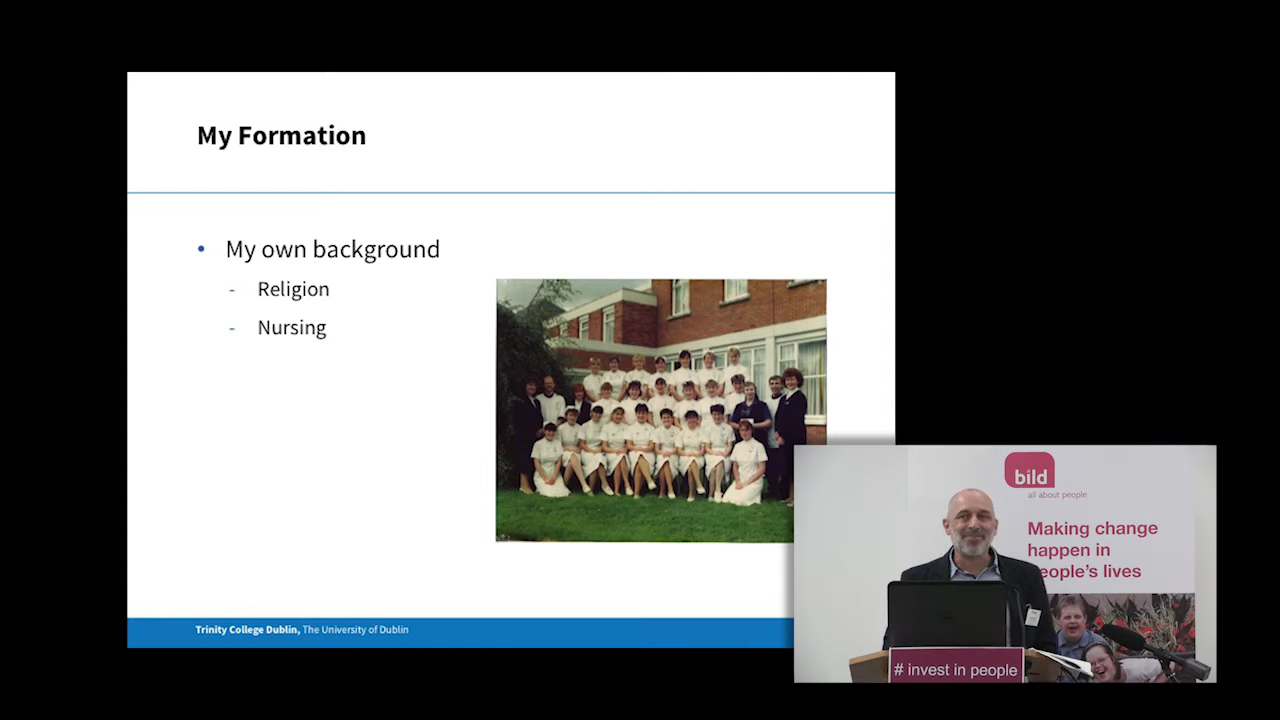 My Formation
• My own background
- Religion
- Nursing
Trinity College Dublin, The University of Dublin
bild
all about people
Making change
happen in
people's lives
# invest in people